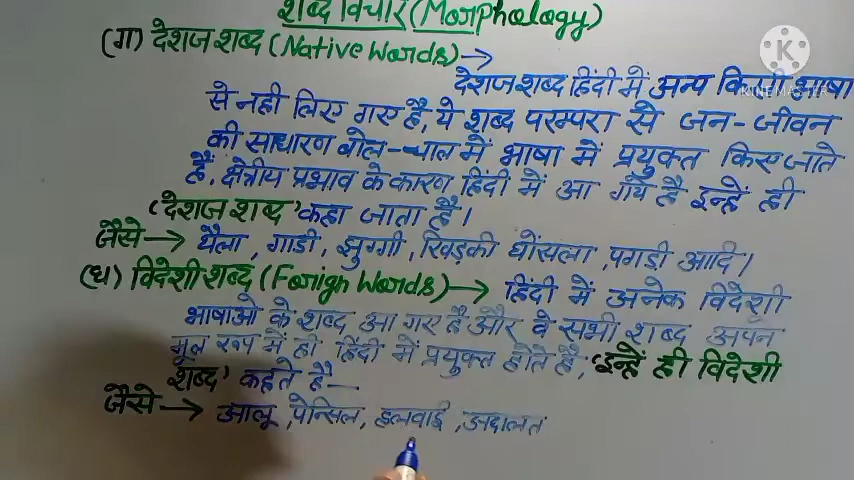 शब्द विचार (Morphology)
(ग) देशज शब्द (Native Words) →
देशज शब्द हिंदी में अन्य किसी भाषा
से नही लिए गए है, ये शब्द परम्परा से जन-जीवन
की साधारण बोल-चाल में भाषा में प्रयुक्त किए जाते
हैं, क्षेत्रीय प्रभाव के कारण हिंदी में आ गये है इन्हें ही
'देशज शब्द' कहा जाता है।
जैसे → थैला, गाडी, झुग्गी, खिड़की घोंसला, पगडी आदि।
(घ) विदेशी शब्द (Forign Words) → हिंदी में अनेक विदेशी
भाषाओ के शब्द आ गए है और वे सभी शब्द अपने
मूल रूप में ही हिंदी में प्रयुक्त होते है, 'इन्हें ही विदेशी
शब्द' कहते है—
जैसे → आलू, पेन्सिल, हलवाई, अदालत
K
KINEMASTER